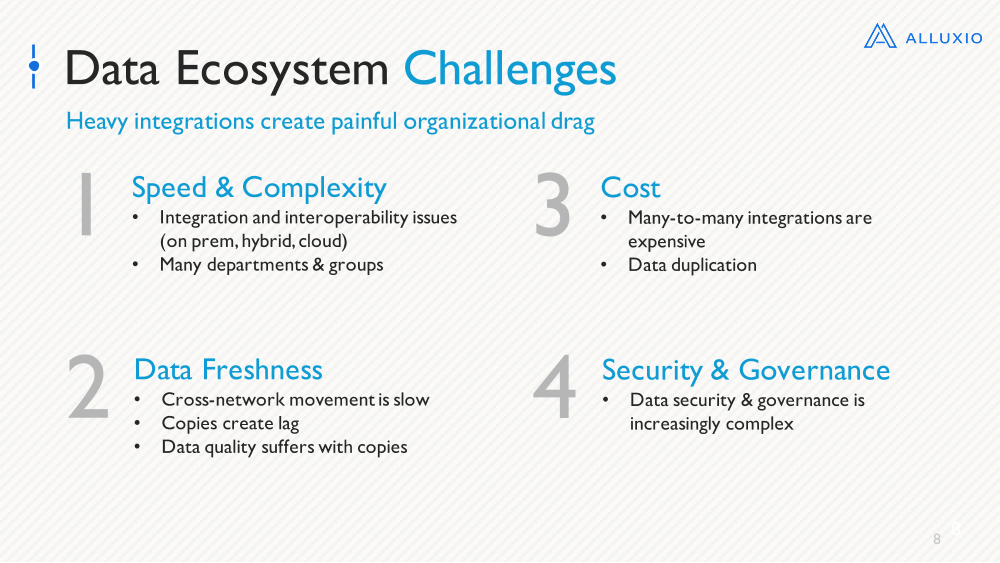 ALLUXIO
Data Ecosystem Challenges
Heavy integrations create painful organizational drag
1
Speed & Complexity
• Integration and interoperability issues
(on prem, hybrid, cloud)
• Many departments & groups
2
Data Freshness
• Cross-network movement is slow
• Copies create lag
• Data quality suffers with copies
3
Cost
• Many-to-many integrations are
expensive
• Data duplication
4
Security & Governance
• Data security & governance is
increasingly complex
8